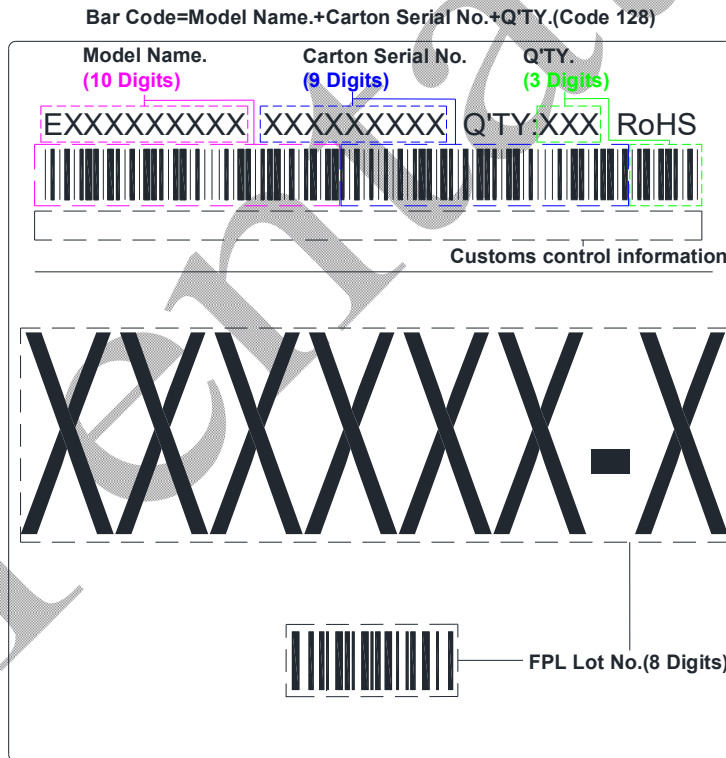 Bar Code=Model Name.+Carton Serial No.+Q'TY.(Code 128)
Model Name. Carton Serial No. Q'TY.
(10 Digits) (9 Digits) (3 Digits)
EXXXXXXXXX XXXXXXXXX Q'TY:XXX RoHS
Customs control information
XXXXXX-X
FPL Lot No.(8 Digits)